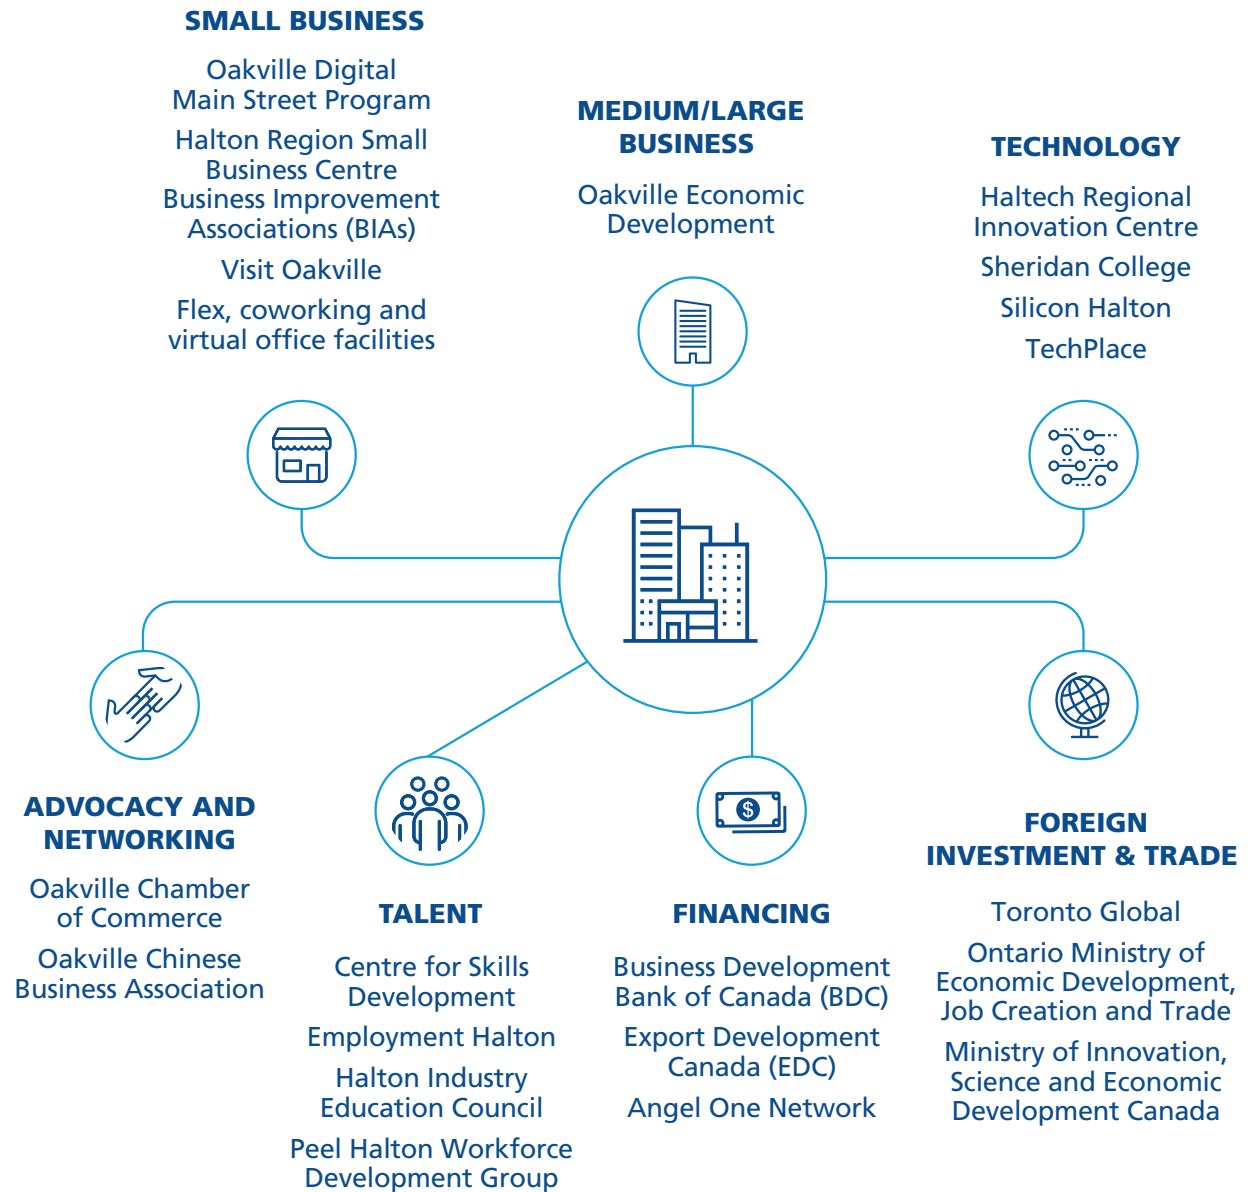 SMALL BUSINESS
Oakville Digital
Main Street Program
Halton Region Small
Business Centre
Business Improvement
Associations (BIAs)
Visit Oakville
Flex, coworking and
virtual office facilities
MEDIUM/LARGE
BUSINESS
Oakville Economic
Development
TECHNOLOGY
Haltech Regional
Innovation Centre
Sheridan College
Silicon Halton
TechPlace
ADVOCACY AND
NETWORKING
Oakville Chamber
of Commerce
Oakville Chinese
Business Association
TALENT
Centre for Skills
Development
Employment Halton
Halton Industry
Education Council
Peel Halton Workforce
Development Group
$
FINANCING
Business Development
Bank of Canada (BDC)
Export Development
Canada (EDC)
Angel One Network
FOREIGN
INVESTMENT & TRADE
Toronto Global
Ontario Ministry of
Economic Development,
Job Creation and Trade
Ministry of Innovation,
Science and Economic
Development Canada